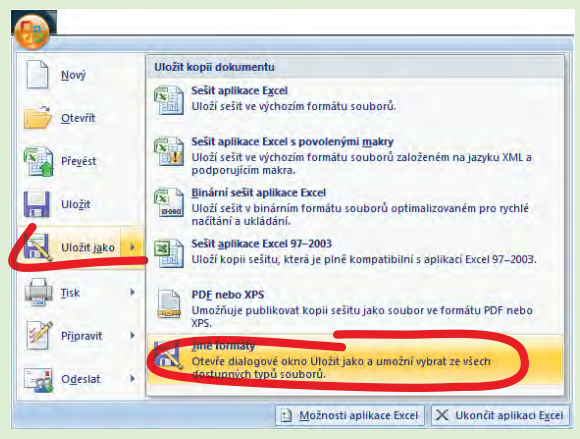 Uložit kopii dokumentu
Nový
Sešit aplikace Excel
Uloží sešit ve výchozím formátu souborů.
Otevřít
Sešit aplikace Excel s povolenými makry
Uloží sešit ve výchozím formátu souborů založeném na jazyku XML a
podporujícím makra.
Převést
Binární sešit aplikace Excel
Uloží sešit v binárním formátu souborů optimalizovaném pro rychlé
načítání a ukládání.
Uložit
Sešit aplikace Excel 97–2003
Uloží kopii sešitu, která je plně kompatibilní s aplikací Excel 97–2003.
Uložit jako
PDF nebo XPS
Umožňuje publikovat kopii sešitu jako soubor ve formátu PDF nebo
XPS.
Tisk
Jiné formáty
Otevře dialogové okno Uložit jako a umožní vybrat ze všech
dostupných typů souborů.
Připravit
Odeslat
Možnosti aplikace Excel
Ukončit aplikaci Excel